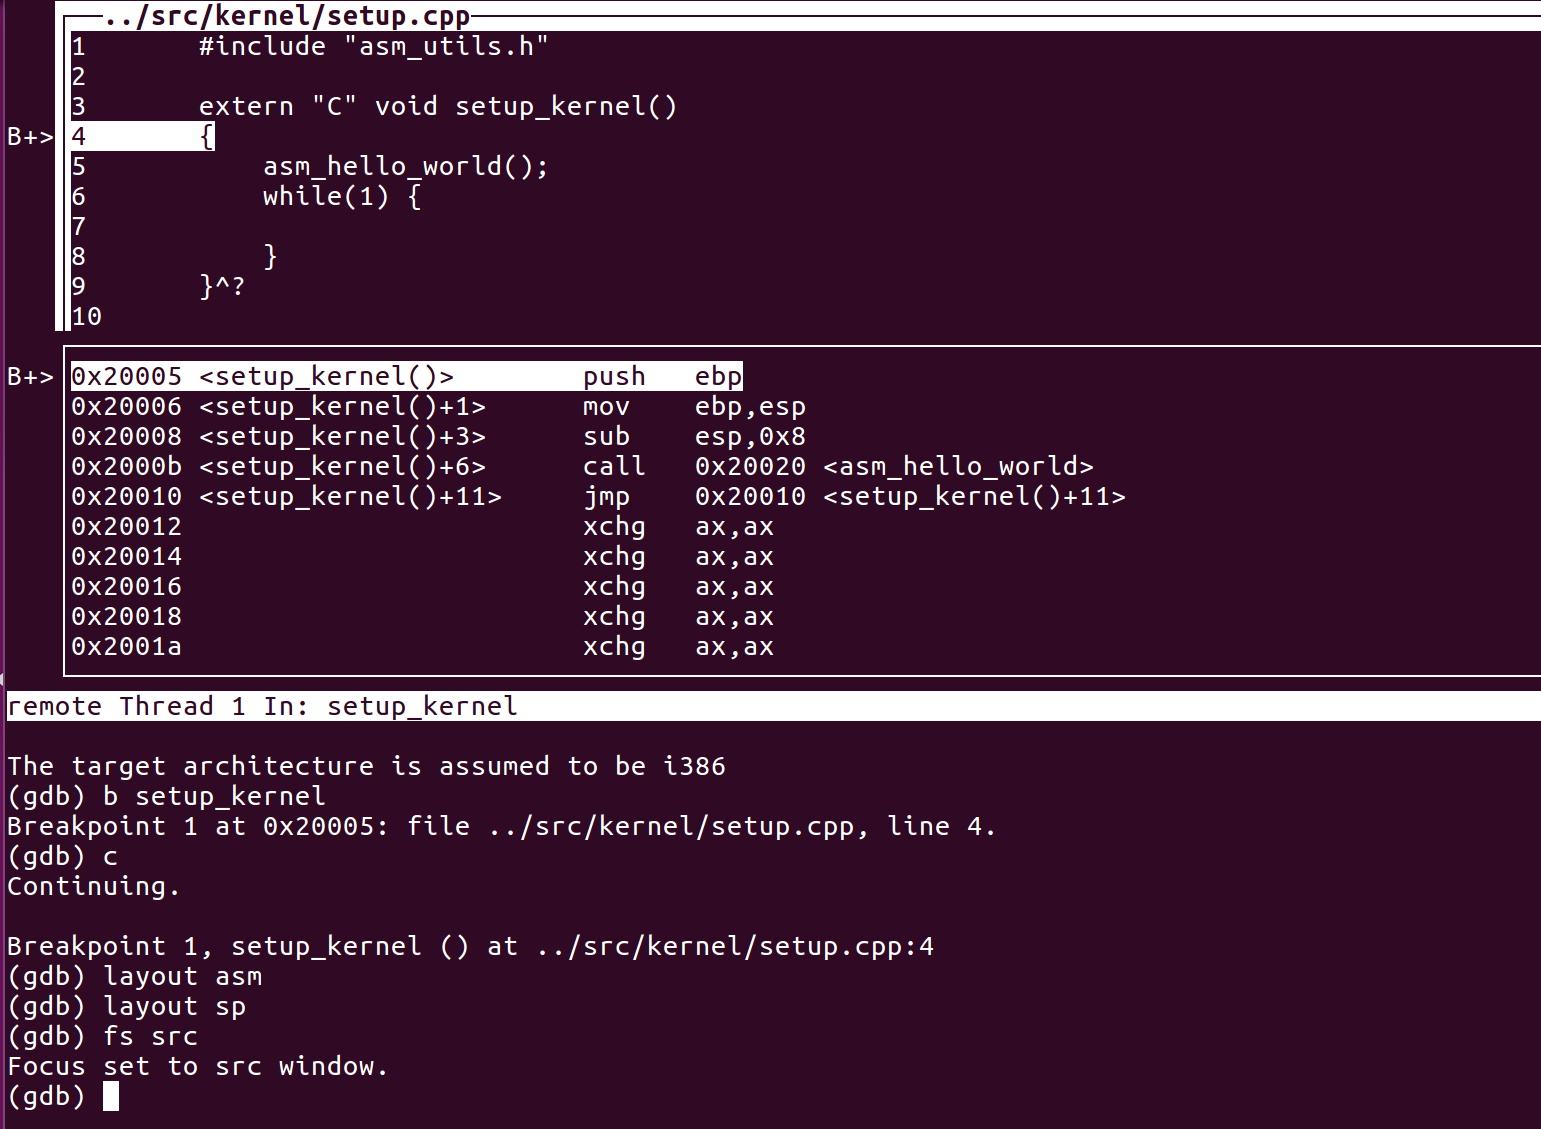 ../src/kernel/setup.cpp
1       #include "asm_utils.h"
2
3       extern "C" void setup_kernel()
B+> 4       {
5           asm_hello_world();
6           while(1) {
7
8           }
9       }^?
10
B+> 0x20005 <setup_kernel()>        push   ebp
0x20006 <setup_kernel()+1>      mov    ebp,esp
0x20008 <setup_kernel()+3>      sub    esp,0x8
0x2000b <setup_kernel()+6>      call   0x20020 <asm_hello_world>
0x20010 <setup_kernel()+11>     jmp    0x20010 <setup_kernel()+11>
0x20012                         xchg   ax,ax
0x20014                         xchg   ax,ax
0x20016                         xchg   ax,ax
0x20018                         xchg   ax,ax
0x2001a                         xchg   ax,ax
remote Thread 1 In: setup_kernel
The target architecture is assumed to be i386
(gdb) b setup_kernel
Breakpoint 1 at 0x20005: file ../src/kernel/setup.cpp, line 4.
(gdb) c
Continuing.
Breakpoint 1, setup_kernel () at ../src/kernel/setup.cpp:4
(gdb) layout asm
(gdb) layout sp
(gdb) fs src
Focus set to src window.
(gdb)